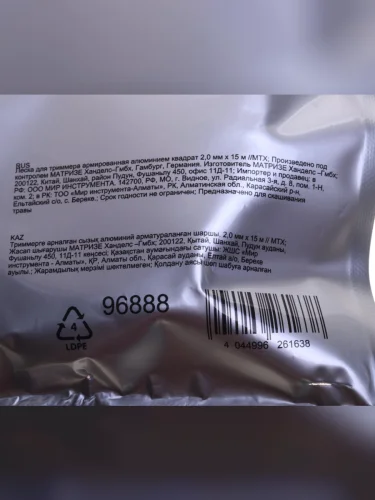 RUS
Леска для триммера армированная алюминием квадрат 2,0 мм х 15 м //MTX, Произведено под
контролем МАТРИЗЕ Ханделс–Гмбх, Гамбург, Германия. Изготовитель МАТРИЗЕ Ханделс –Гмбх;
200122, Китай, Шанхай, район Пудун, Фушаньлу 450, офис 11Д-11; Импортер и продавец: в
РФ: ООО МИР ИНСТРУМЕНТА, 142700, РФ, МО, г. Видное, ул. Радиальная 3-я, д. 8, пом. 1-Н,
ком. 2; в РК: ТОО «Мир инструмента-Алматы», РК, Алматинская обл., Карасайский р-н,
Ельтайский с/о, с. Береке.. Срок годности не ограничен; Предназначено для скашивания
травы
KAZ
Триммерге арналған сызық алюминий арматураланған шаршы, 2,0 мм х 15 м // MTX;
Жасап шығарушы МАТРИЗЕ Ханделс –Гмбх; 200122, Қытай, Шанхай, Пудун ауданы,
Фушаньлу 450, 11Д-11 кеңсесі; Қазақстан аумағындағы сатушы: ЖШС «Мир
инструмента - Алматы», ҚР, Алматы обл., Қарасай ауданы, Елтай а/о, Береке
ауылы.; Жарамдылық мерзімі шектелмеген; Қолдану аясы: шөп шабуға арналған
96888
4
LDPE
4 044996 261638